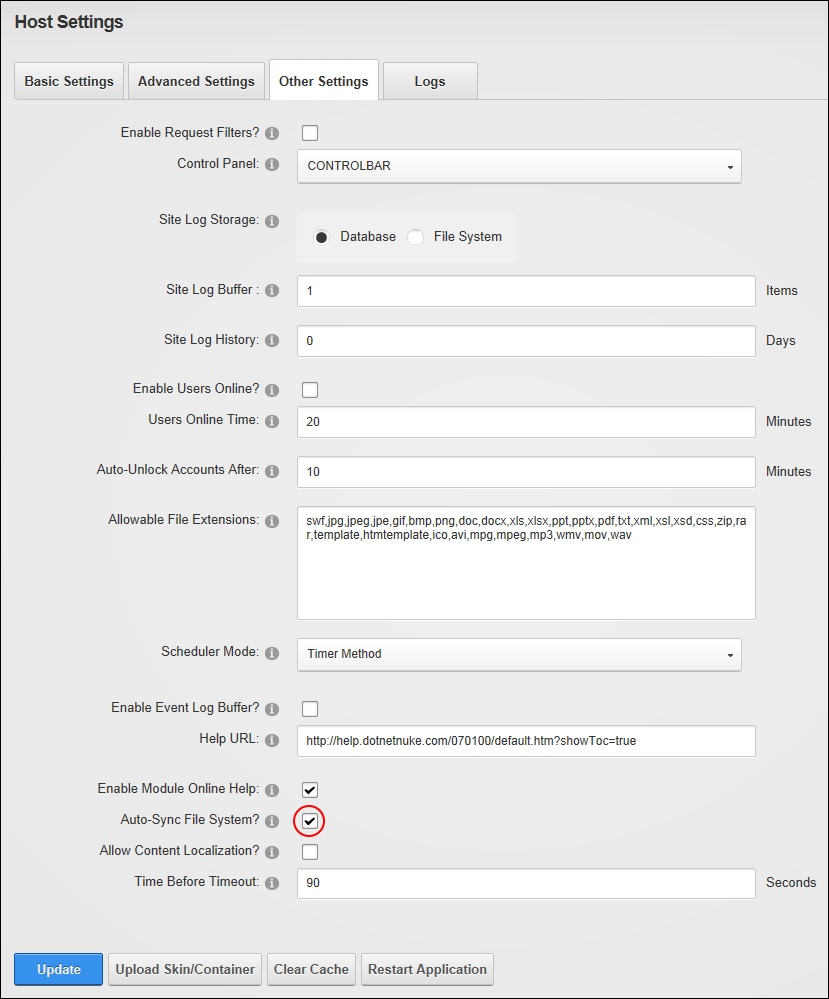 Host Settings
Basic Settings
Advanced Settings
Other Settings
Logs
Enable Request Filters?
Control Panel:
CONTROLBAR
Site Log Storage:
Database
File System
Site Log Buffer :
1
Items
Site Log History:
0
Days
Enable Users Online?
Users Online Time:
20
Minutes
Auto-Unlock Accounts After:
10
Minutes
Allowable File Extensions:
swf,jpg,jpeg,jpe,gif,bmp,png,doc,docx,xls,xlsx,ppt,pptx,pdf,txt,xml,xsl,xsd,css,zip,ra
r,template,htmtemplate,ico,avi,mpg,mpeg,mp3,wmv,mov,wav
Scheduler Mode:
Timer Method
Enable Event Log Buffer?
Help URL:
http://help.dotnetnuke.com/070100/default.htm?showToc=true
Enable Module Online Help:
Auto-Sync File System?
Allow Content Localization?
Time Before Timeout:
90
Seconds
Update
Upload Skin/Container
Clear Cache
Restart Application